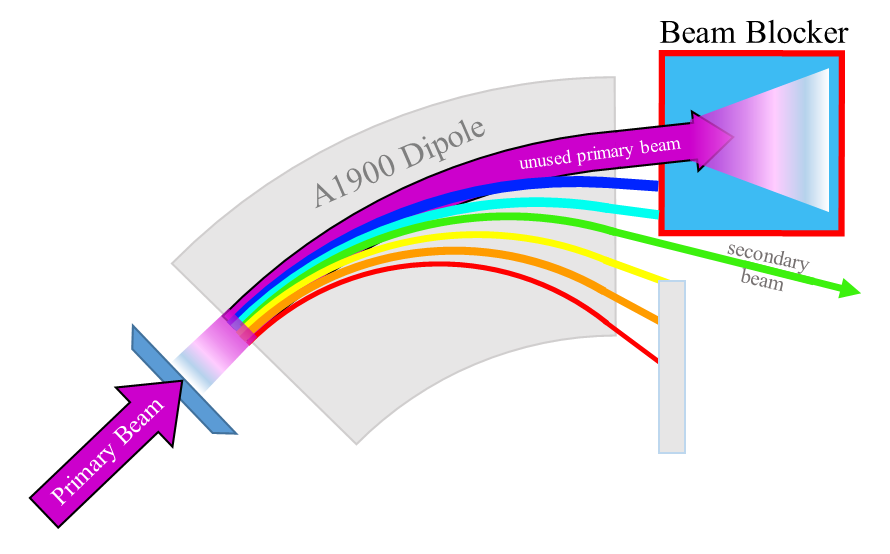 Beam Blocker
A1900 Dipole
unused primary beam
secondary
beam
Primary Beam